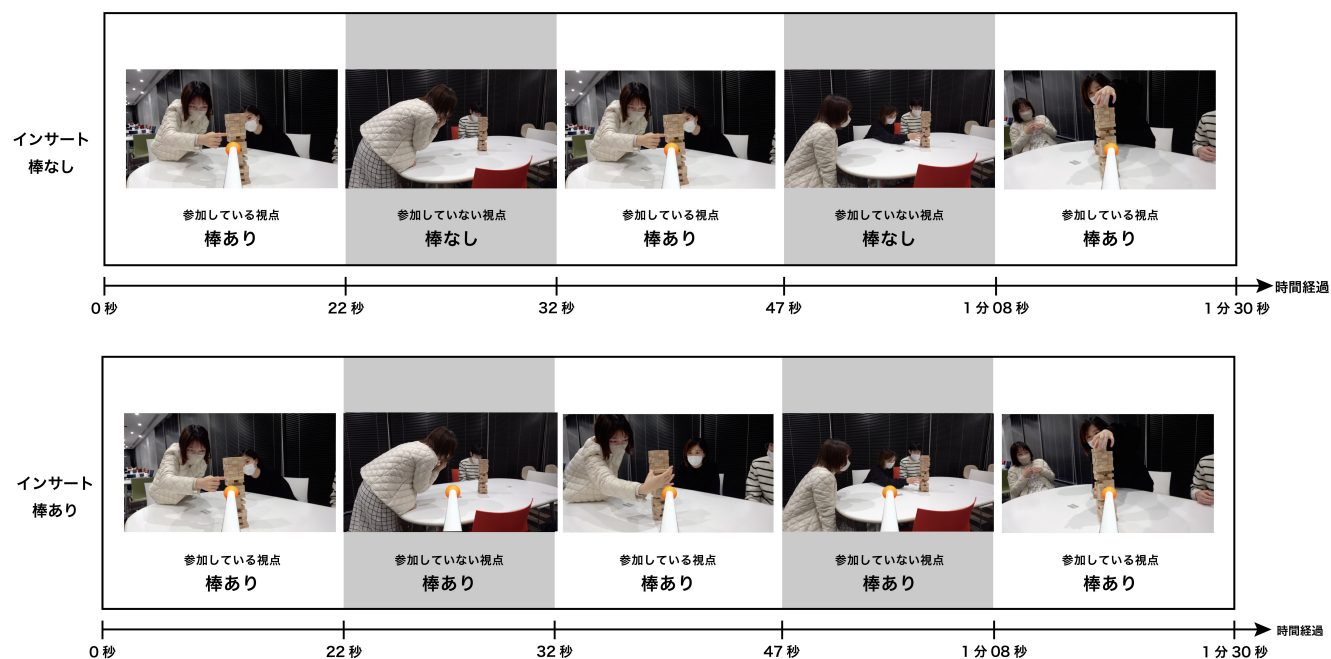 インサート
棒なし
参加している視点
棒あり
参加していない視点
棒なし
参加している視点
棒あり
参加していない視点
棒なし
参加している視点
棒あり
0 秒
22 秒
32 秒
47 秒
1 分 08 秒
1 分 30 秒
時間経過
インサート
棒あり
参加している視点
棒あり
参加していない視点
棒あり
参加している視点
棒あり
参加していない視点
棒あり
参加している視点
棒あり
0 秒
22 秒
32 秒
47 秒
1 分 08 秒
1 分 30 秒
時間経過